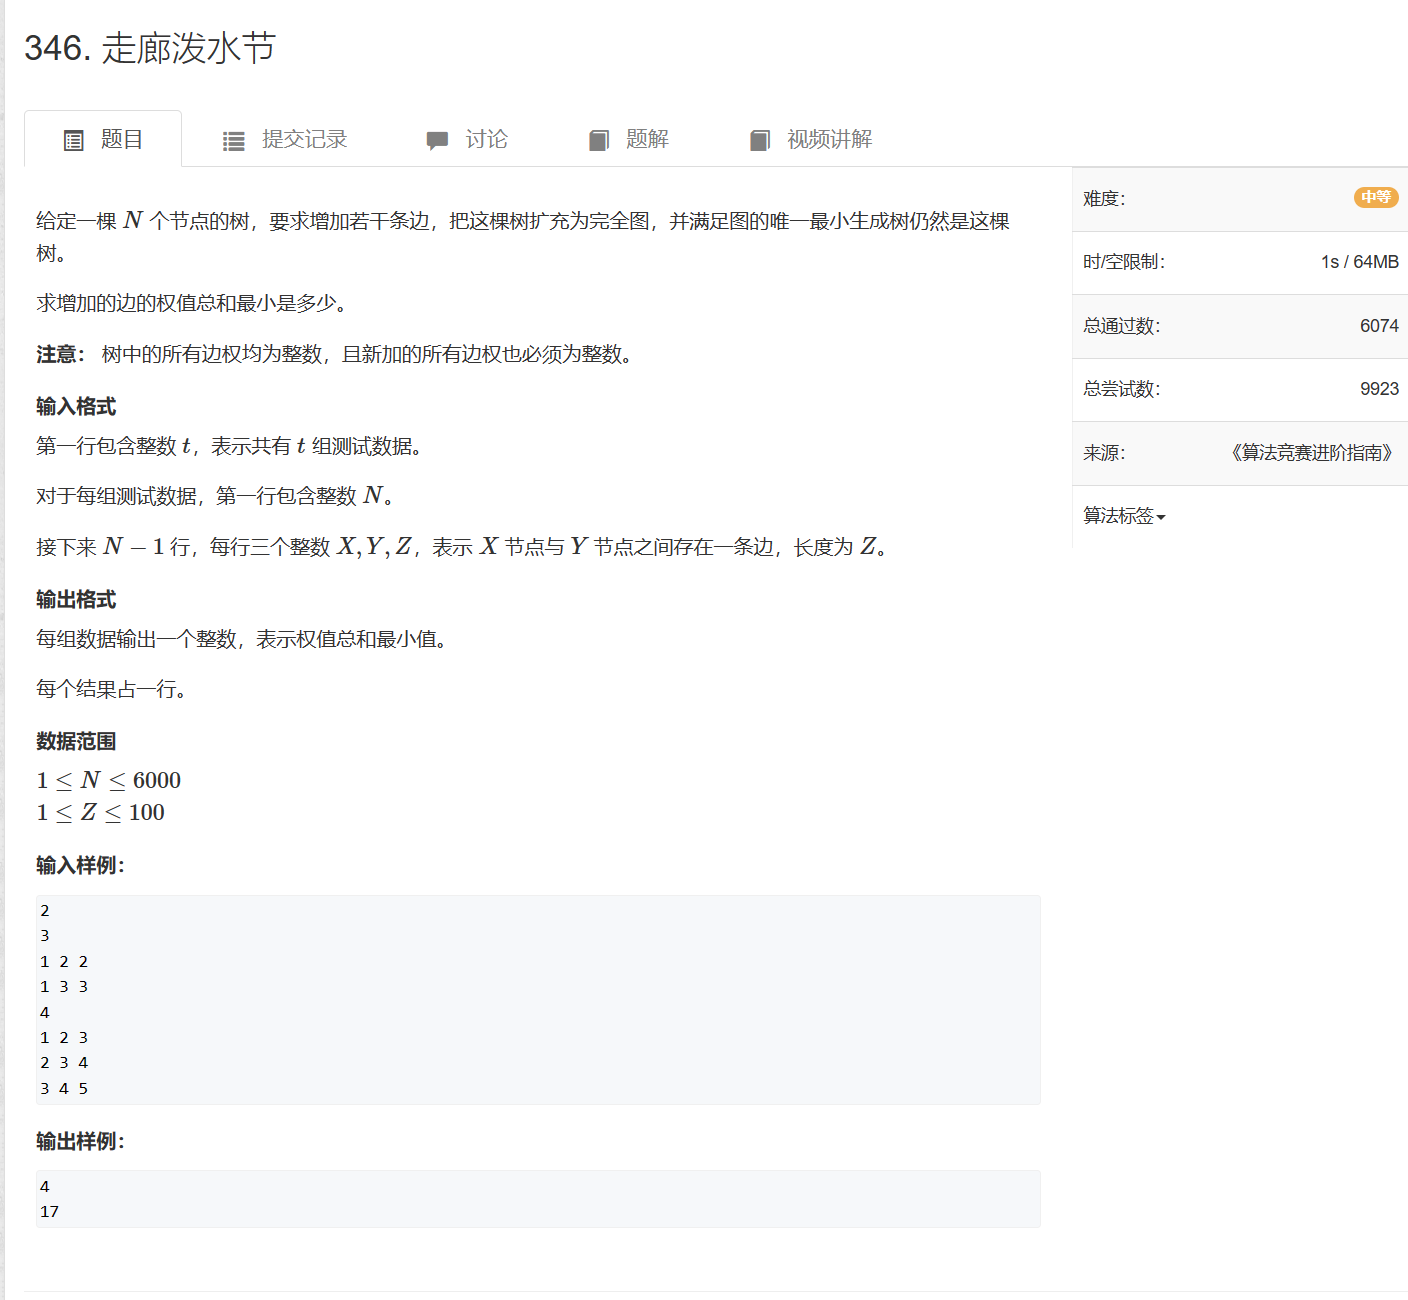 346. 走廊泼水节
题目 提交记录 讨论 题解 视频讲解
给定一棵 N 个节点的树，要求增加若干条边，把这棵树扩充为完全图，并满足图的唯一最小生成树仍然是这棵
树。
求增加的边的权值总和最小是多少。
注意： 树中的所有边权均为整数，且新加的所有边权也必须为整数。
输入格式
第一行包含整数 t，表示共有 t 组测试数据。
对于每组测试数据，第一行包含整数 N。
接下来 N − 1 行，每行三个整数 X, Y, Z，表示 X 节点与 Y 节点之间存在一条边，长度为 Z。
输出格式
每组数据输出一个整数，表示权值总和最小值。
每个结果占一行。
数据范围
1 ≤ N ≤ 6000
1 ≤ Z ≤ 100
输入样例：
2
3
1 2 2
1 3 3
4
1 2 3
2 3 4
3 4 5
输出样例：
4
17
难度： 中等
时/空限制： 1s / 64MB
总通过数： 6074
总尝试数： 9923
来源： 《算法竞赛进阶指南》
算法标签